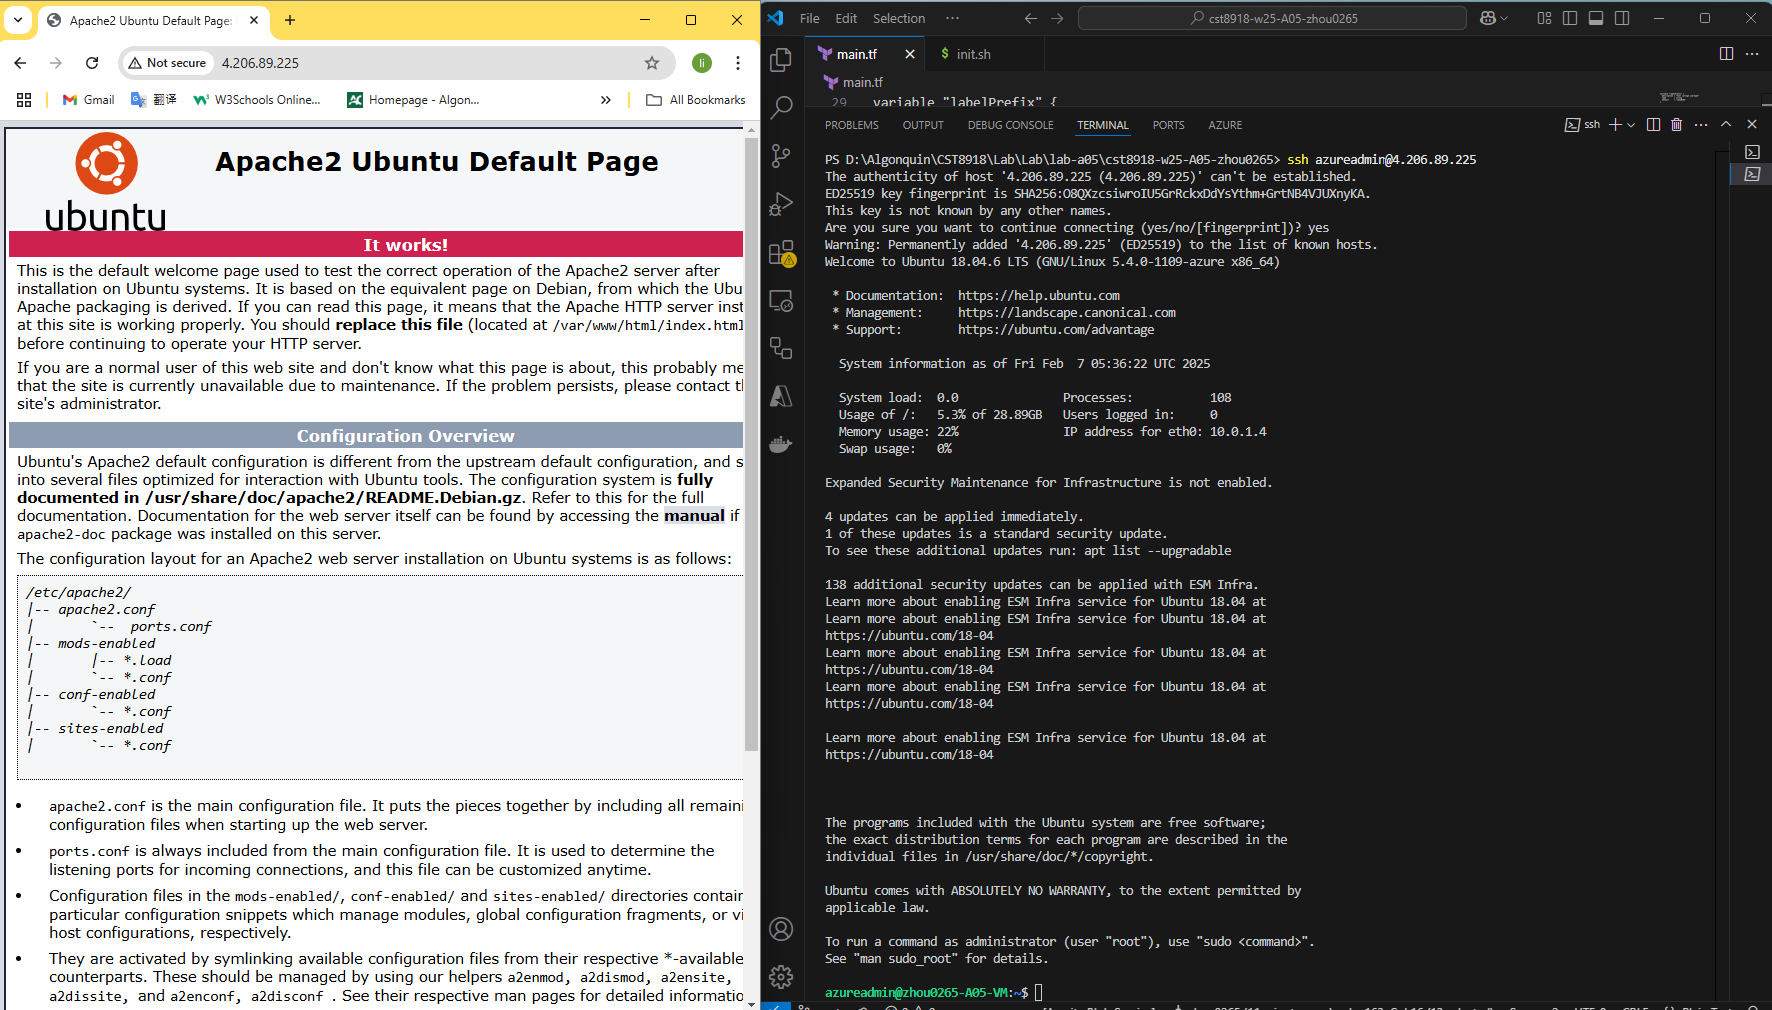 Apache2 Ubuntu Default Page:
Not secure
4.206.89.225
li
Gmail
翻译
W3Schools Online...
Homepage - Algon...
All Bookmarks
ubuntu
Apache2 Ubuntu Default Page
It works!
This is the default welcome page used to test the correct operation of the Apache2 server after
installation on Ubuntu systems. It is based on the equivalent page on Debian, from which the Ubu
Apache packaging is derived. If you can read this page, it means that the Apache HTTP server inst
at this site is working properly. You should replace this file (located at /var/www/html/index.html
before continuing to operate your HTTP server.
If you are a normal user of this web site and don't know what this page is about, this probably me
that the site is currently unavailable due to maintenance. If the problem persists, please contact t
site's administrator.
Configuration Overview
Ubuntu's Apache2 default configuration is different from the upstream default configuration, and s
into several files optimized for interaction with Ubuntu tools. The configuration system is fully
documented in /usr/share/doc/apache2/README.Debian.gz. Refer to this for the full
documentation. Documentation for the web server itself can be found by accessing the manual if
apache2-doc package was installed on this server.
The configuration layout for an Apache2 web server installation on Ubuntu systems is as follows:
/etc/apache2/
|-- apache2.conf
|       `--  ports.conf
|-- mods-enabled
|       |-- *.load
|       `-- *.conf
|-- conf-enabled
|       `-- *.conf
|-- sites-enabled
|       `-- *.conf
• apache2.conf is the main configuration file. It puts the pieces together by including all remaini
configuration files when starting up the web server.
• ports.conf is always included from the main configuration file. It is used to determine the
listening ports for incoming connections, and this file can be customized anytime.
• Configuration files in the mods-enabled/, conf-enabled/ and sites-enabled/ directories contain
particular configuration snippets which manage modules, global configuration fragments, or vi
host configurations, respectively.
• They are activated by symlinking available configuration files from their respective *-available
counterparts. These should be managed by using our helpers a2enmod, a2dismod, a2ensite,
a2dissite, and a2enconf, a2disconf . See their respective man pages for detailed informatio
File Edit Selection ···
cst8918-w25-A05-zhou0265
main.tf
$ init.sh
main.tf
29 variable "labelPrefix" {
PROBLEMS OUTPUT DEBUG CONSOLE TERMINAL PORTS AZURE
ssh
PS D:\Algonquin\CST8918\Lab\Lab\lab-a05\cst8918-w25-A05-zhou0265> ssh azureadmin@4.206.89.225
The authenticity of host '4.206.89.225 (4.206.89.225)' can't be established.
ED25519 key fingerprint is SHA256:O8QXzcsiwroIU5GrRckxDdYsYthm+GrtNB4VJUXnyKA.
This key is not known by any other names.
Are you sure you want to continue connecting (yes/no/[fingerprint])? yes
Warning: Permanently added '4.206.89.225' (ED25519) to the list of known hosts.
Welcome to Ubuntu 18.04.6 LTS (GNU/Linux 5.4.0-1109-azure x86_64)
* Documentation:  https://help.ubuntu.com
* Management:     https://landscape.canonical.com
* Support:        https://ubuntu.com/advantage
System information as of Fri Feb  7 05:36:22 UTC 2025
System load:  0.0               Processes:           108
Usage of /:   5.3% of 28.89GB   Users logged in:     0
Memory usage: 22%               IP address for eth0: 10.0.1.4
Swap usage:   0%
Expanded Security Maintenance for Infrastructure is not enabled.
4 updates can be applied immediately.
1 of these updates is a standard security update.
To see these additional updates run: apt list --upgradable
138 additional security updates can be applied with ESM Infra.
Learn more about enabling ESM Infra service for Ubuntu 18.04 at
Learn more about enabling ESM Infra service for Ubuntu 18.04 at
https://ubuntu.com/18-04
Learn more about enabling ESM Infra service for Ubuntu 18.04 at
https://ubuntu.com/18-04
Learn more about enabling ESM Infra service for Ubuntu 18.04 at
https://ubuntu.com/18-04
Learn more about enabling ESM Infra service for Ubuntu 18.04 at
https://ubuntu.com/18-04
The programs included with the Ubuntu system are free software;
the exact distribution terms for each program are described in the
individual files in /usr/share/doc/*/copyright.
Ubuntu comes with ABSOLUTELY NO WARRANTY, to the extent permitted by
applicable law.
To run a command as administrator (user "root"), use "sudo <command>".
See "man sudo_root" for details.
azureadmin@zhou0265-A05-VM:~$